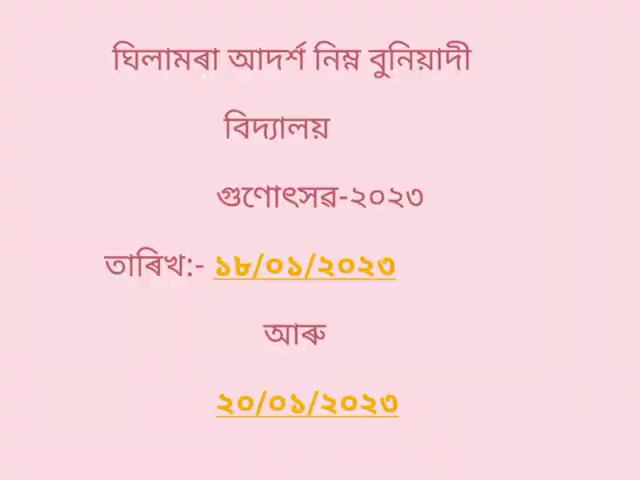 ঘিলামৰা আদৰ্শ নিম্ন বুনিয়াদী
বিদ্যালয়
গুণোৎসৱ-২০২৩
তাৰিখ:- ১৮/০১/২০২৩
আৰু
২০/০১/২০২৩